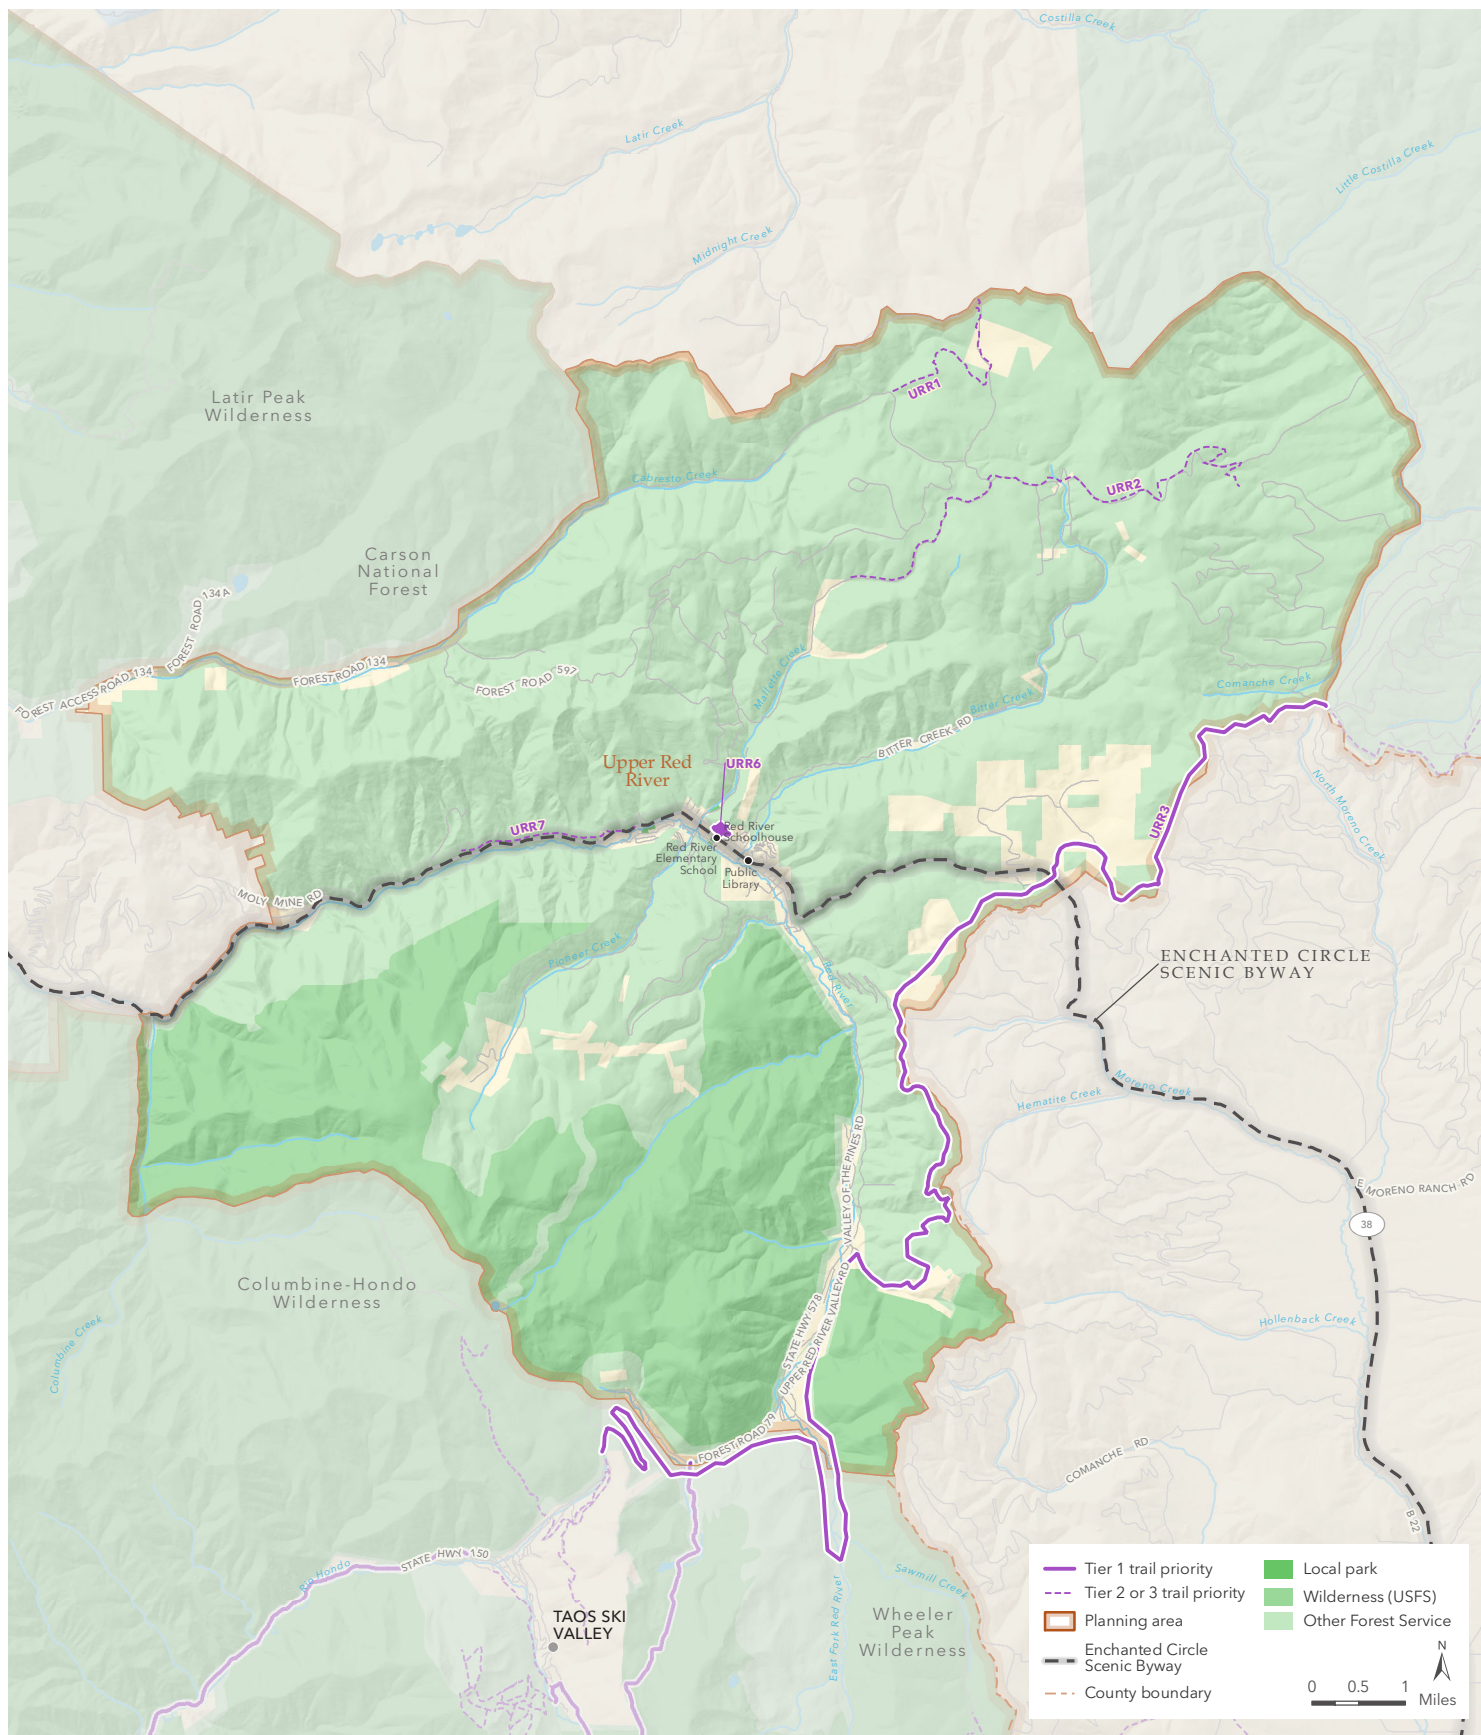 Costilla Creek
Latir Creek
Little Costilla Creek
Midnight Creek
Latir Peak
Wilderness
URR1
Cabresto Creek
URR2
Carson
National
Forest
FOREST ROAD 134A
FOREST ACCESS ROAD 134
FOREST ROAD 134
FOREST ROAD 597
Mallette Creek
Bitter Creek
Comanche Creek
BITTER CREEK RD
Upper Red
River
URR6
North Moreno Creek
URR3
URR7
Red River
Schoolhouse
Red River
Elementary
School
Public
Library
MOLY MINE RD
Pioneer Creek
Red River
ENCHANTED CIRCLE
SCENIC BYWAY
Moreno Creek
Hematite Creek
VALLEY OF THE PINES RD
E MORENO RANCH RD
38
Columbine-Hondo
Wilderness
Columbine Creek
Hollenback Creek
STATE HWY 578
UPPER RED RIVER VALLEY RD
FOREST ROAD 79
COMANCHE RD
B 22
STATE HWY 150
Rio Hondo
Sawmill Creek
East Fork Red River
Wheeler
Peak
Wilderness
TAOS SKI
VALLEY
Tier 1 trail priority
Tier 2 or 3 trail priority
Planning area
Enchanted Circle
Scenic Byway
County boundary
Local park
Wilderness (USFS)
Other Forest Service
N
0 0.5 1
Miles